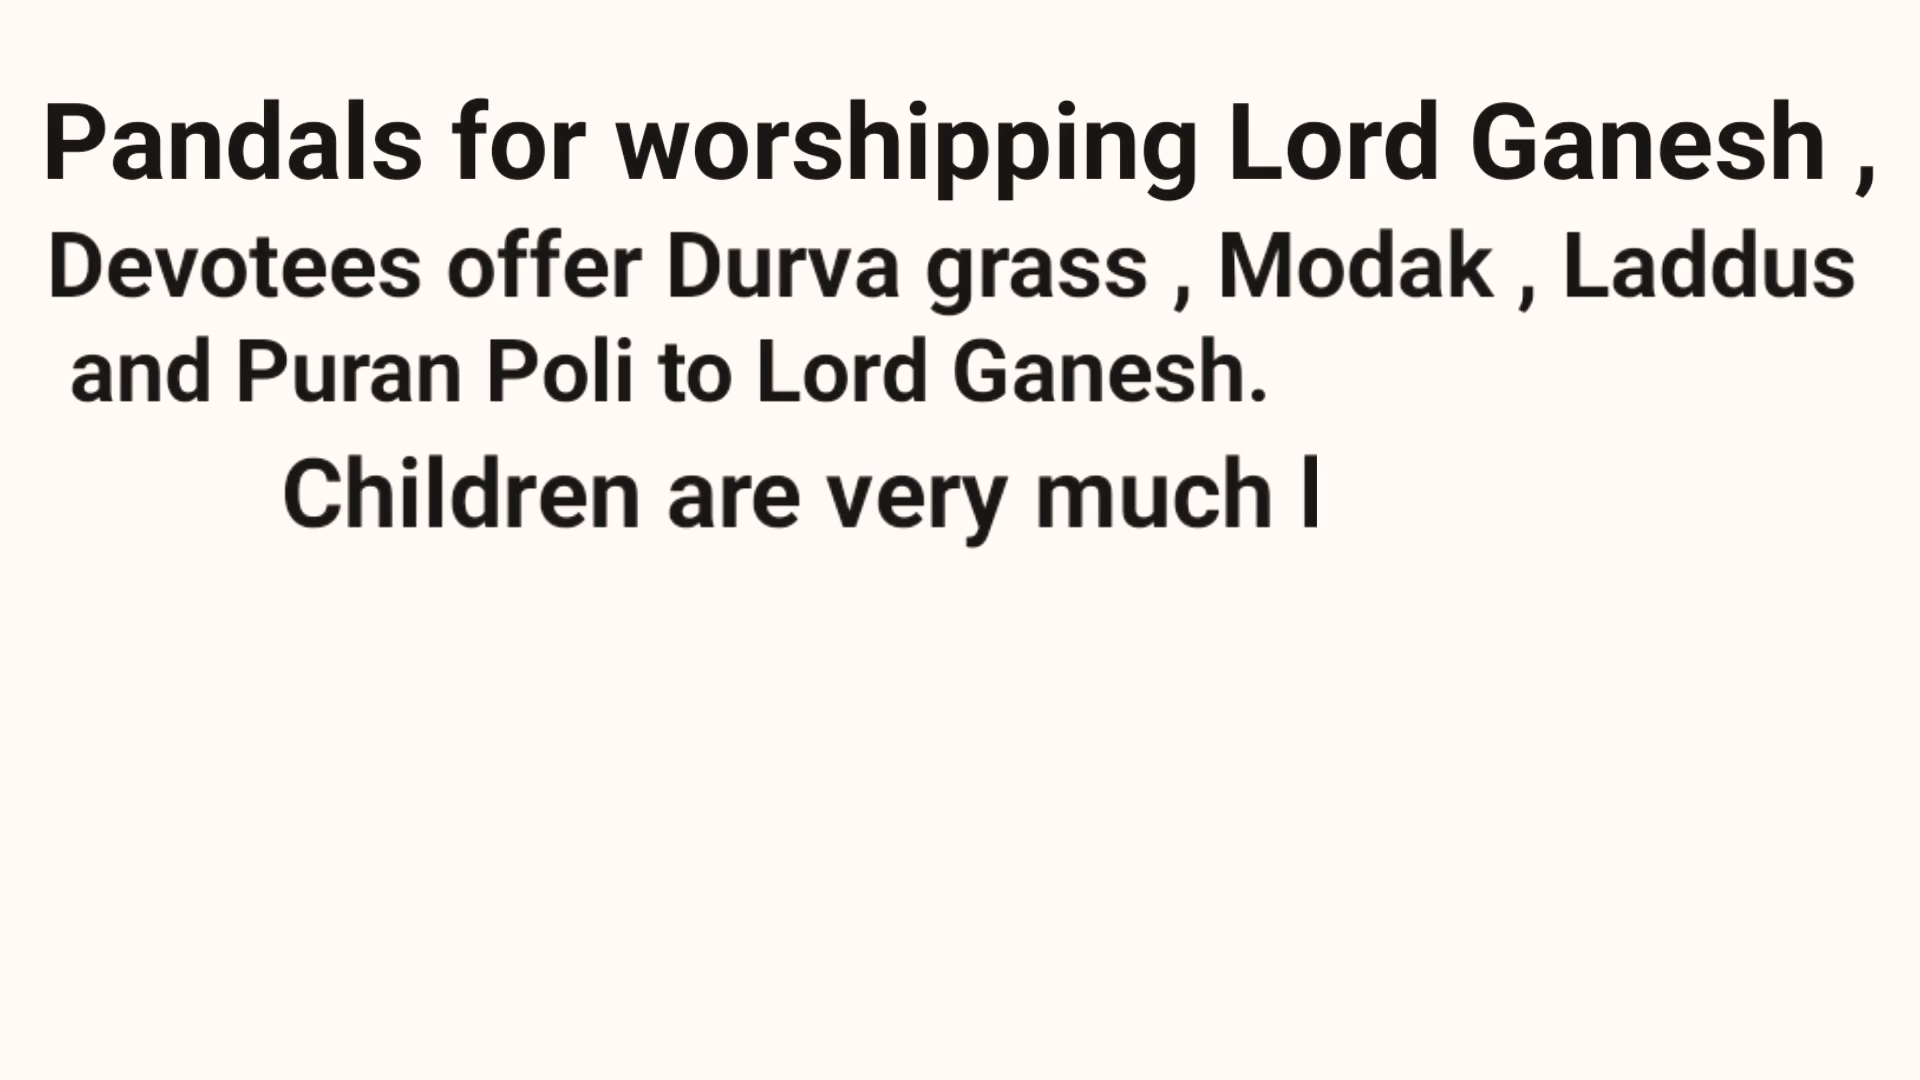 Pandals for worshipping Lord Ganesh ,
Devotees offer Durva grass , Modak , Laddus
and Puran Poli to Lord Ganesh.
Children are very much l